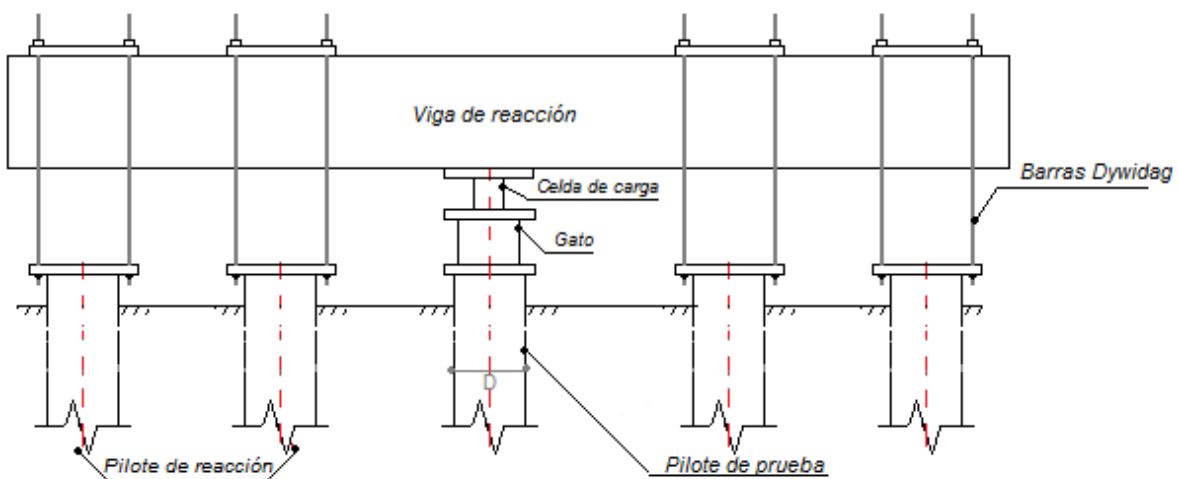 Viga de reacción
Barras Dywidag
Celda de carga
Gato
D
Pilote de reacción
Pilote de prueba